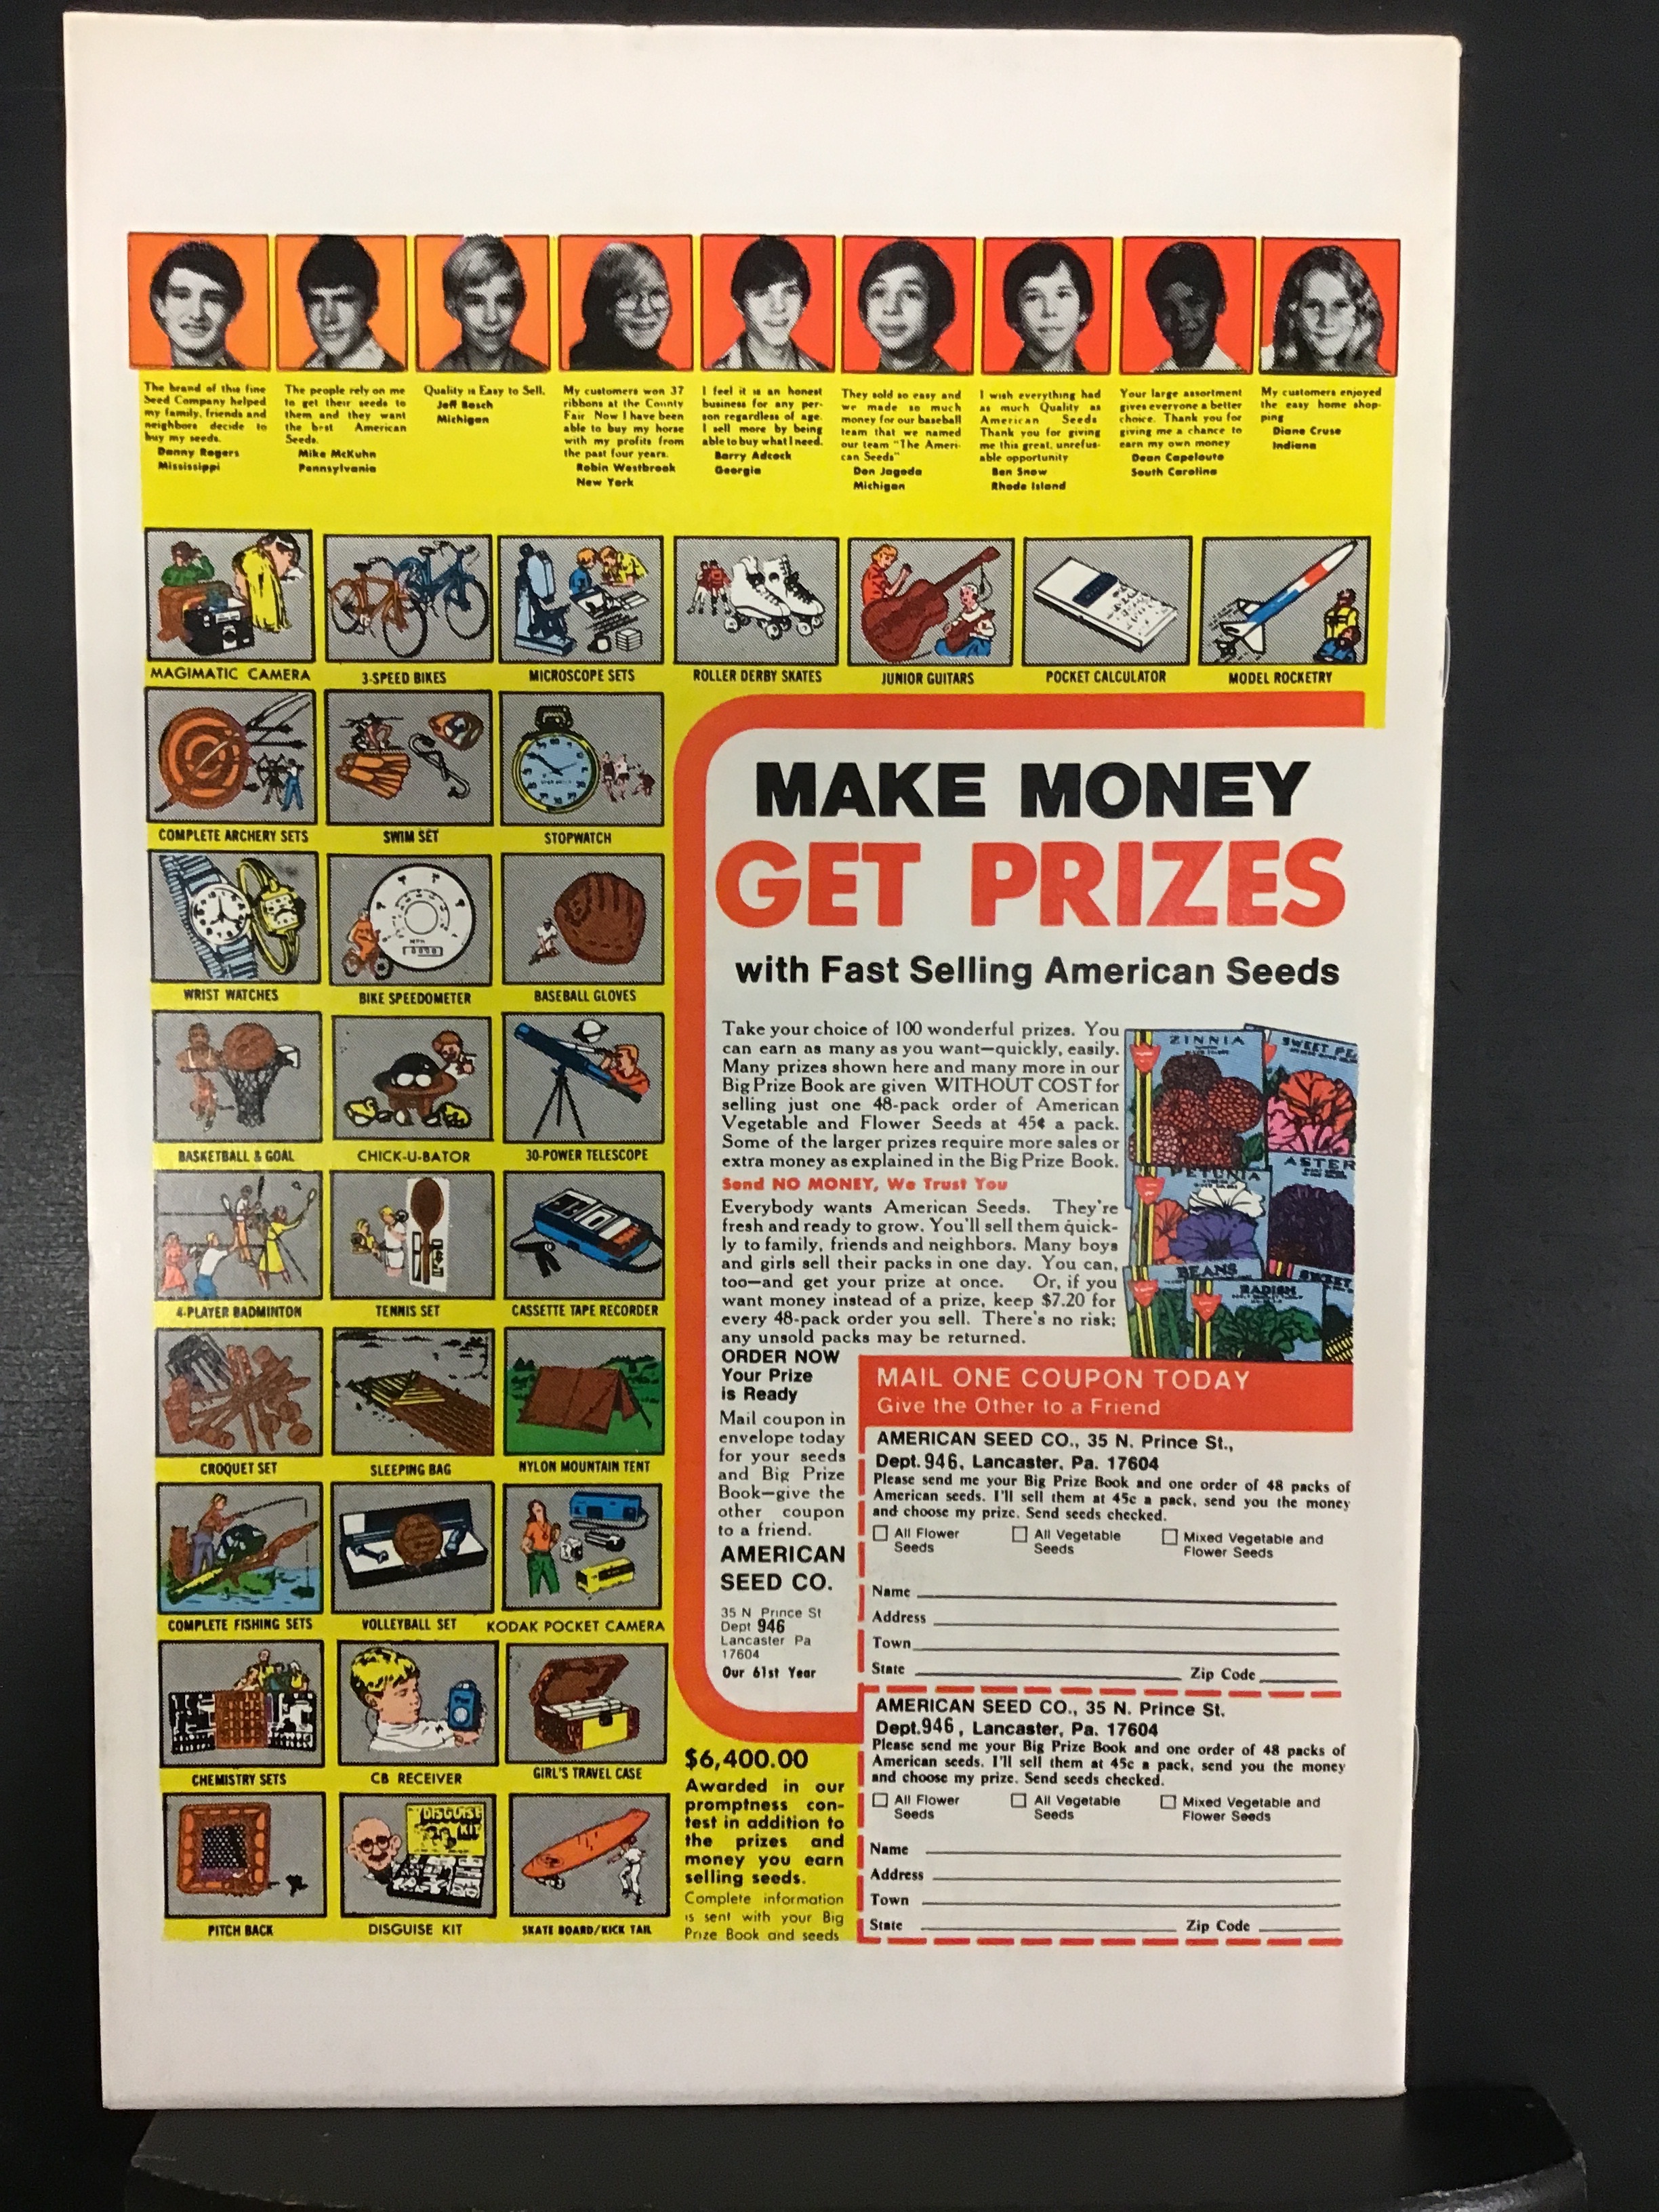 The brand of this fine
Seed Company helped
my family, friends and
neighbors decide to
buy my seeds.
Danny Rogers
Mississippi
The people rely on me
to get their seeds to
them and they want
the best American
Seeds.
Mike McKuhn
Pennsylvania
Quality is Easy to Sell.
Jeff Bosch
Michigan
My customers won 37
ribbons at the County
Fair Now I have been
able to buy my horse
with my profits from
the past four years.
Robin Westbrook
New York
I feel it is an honest
business for any per-
son regardless of age.
I sell more by being
able to buy what I need.
Barry Adcock
Georgia
They sold so easy and
we made so much
money for our baseball
team that we named
our team "The Ameri-
can Seeds"
Don Jagoda
Michigan
I wish everything had
as much Quality as
American Seeds
Thank you for giving
me this great, unrefus-
able opportunity
Ben Snow
Rhode Island
Your large assortment
gives everyone a better
choice. Thank you for
giving me a chance to
earn my own money
Dean Capeloute
South Carolina
My customers enjoyed
the easy home shop-
ping
Diane Cruse
Indiana
MAGIMATIC CAMERA
3-SPEED BIKES
MICROSCOPE SETS
ROLLER DERBY SKATES
JUNIOR GUITARS
POCKET CALCULATOR
MODEL ROCKETRY
COMPLETE ARCHERY SETS
SWIM SET
STOPWATCH
WRIST WATCHES
MPH
BIKE SPEEDOMETER
BASEBALL GLOVES
BASKETBALL & GOAL
CHICK-U-BATOR
30-POWER TELESCOPE
4-PLAYER BADMINTON
TENNIS SET
CASSETTE TAPE RECORDER
CROQUET SET
SLEEPING BAG
NYLON MOUNTAIN TENT
COMPLETE FISHING SETS
VOLLEYBALL SET
KODAK POCKET CAMERA
CHEMISTRY SETS
CB RECEIVER
GIRL'S TRAVEL CASE
PITCH BACK
DISGUISE
KIT
DISGUISE KIT
SKATE BOARD/KICK TAIL
MAKE MONEY
GET PRIZES
with Fast Selling American Seeds
Take your choice of 100 wonderful prizes. You
can earn as many as you want—quickly, easily.
Many prizes shown here and many more in our
Big Prize Book are given WITHOUT COST for
selling just one 48-pack order of American
Vegetable and Flower Seeds at 45¢ a pack.
Some of the larger prizes require more sales or
extra money as explained in the Big Prize Book.
Send NO MONEY, We Trust You
Everybody wants American Seeds. They're
fresh and ready to grow. You'll sell them quick-
ly to family, friends and neighbors. Many boys
and girls sell their packs in one day. You can,
too—and get your prize at once. Or, if you
want money instead of a prize, keep $7.20 for
every 48-pack order you sell. There's no risk;
any unsold packs may be returned.
ZINNIA
SWEET PE
PETUNIA
ASTER
BEANS
RADISH
SWEET
ORDER NOW
Your Prize
is Ready
Mail coupon in
envelope today
for your seeds
and Big Prize
Book—give the
other coupon
to a friend.
AMERICAN
SEED CO.
35 N Prince St
Dept 946
Lancaster Pa
17604
Our 61st Year
MAIL ONE COUPON TODAY
Give the Other to a Friend
AMERICAN SEED CO., 35 N. Prince St.,
Dept. 946, Lancaster, Pa. 17604
Please send me your Big Prize Book and one order of 48 packs of
American seeds. I'll sell them at 45c a pack, send you the money
and choose my prize. Send seeds checked.
All Flower Seeds
All Vegetable Seeds
Mixed Vegetable and Flower Seeds
Name
Address
Town
State Zip Code
AMERICAN SEED CO., 35 N. Prince St.
Dept. 946, Lancaster, Pa. 17604
Please send me your Big Prize Book and one order of 48 packs of
American seeds. I'll sell them at 45c a pack, send you the money
and choose my prize. Send seeds checked.
All Flower Seeds
All Vegetable Seeds
Mixed Vegetable and Flower Seeds
Name
Address
Town
State Zip Code
$6,400.00
Awarded in our
promptness con-
test in addition to
the prizes and
money you earn
selling seeds.
Complete information
is sent with your Big
Prize Book and seeds